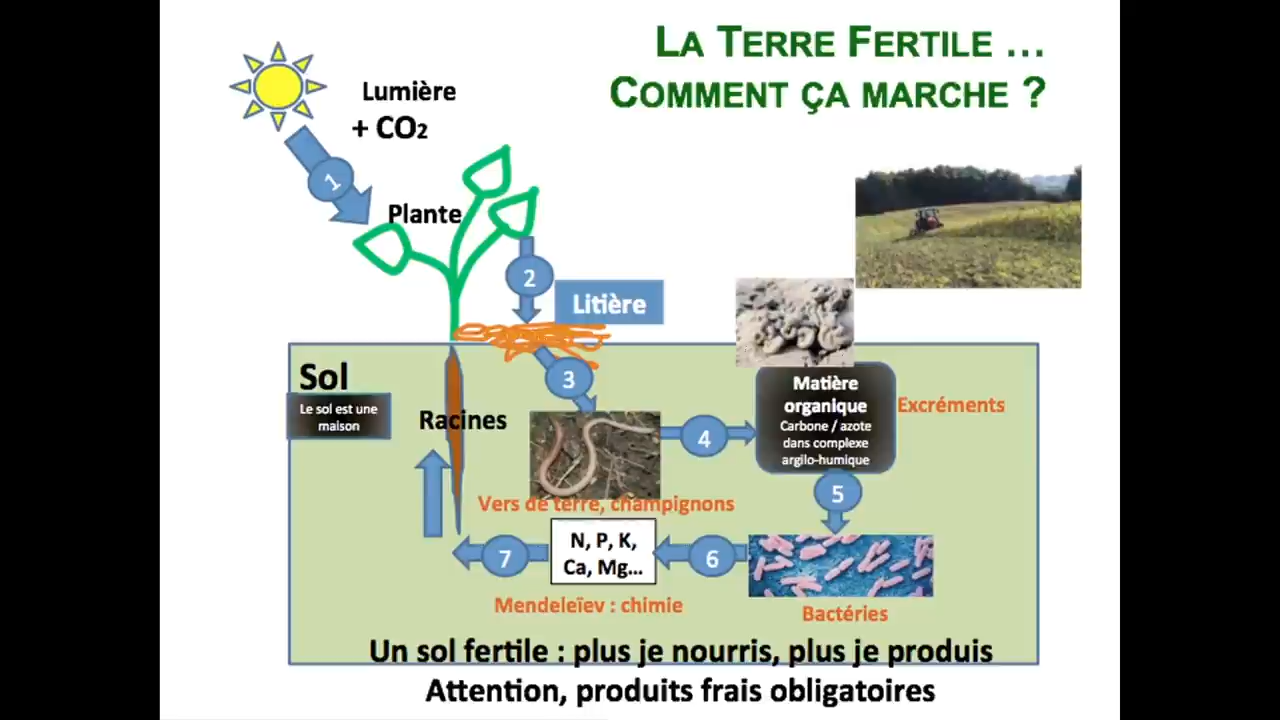 LA TERRE FERTILE ...
COMMENT ÇA MARCHE ?
Lumière
+ CO₂
1
Plante
2
Litière
Sol
Le sol est une
maison
Racines
3
4
Matière
organique
Carbone / azote
dans complexe
argilo-humique
Excréments
5
Vers de terre, champignons
7
N, P, K,
Ca, Mg...
6
Mendeleïev : chimie
Bactéries
Un sol fertile : plus je nourris, plus je produis
Attention, produits frais obligatoires